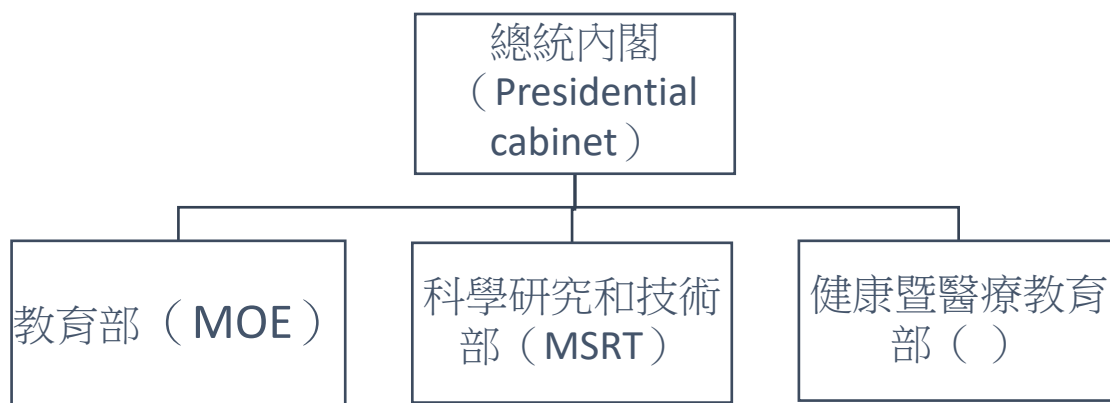 總統內閣
（Presidential
cabinet）
教育部（MOE）
科學研究和技術
部（MSRT）
健康暨醫療教育
部（ ）